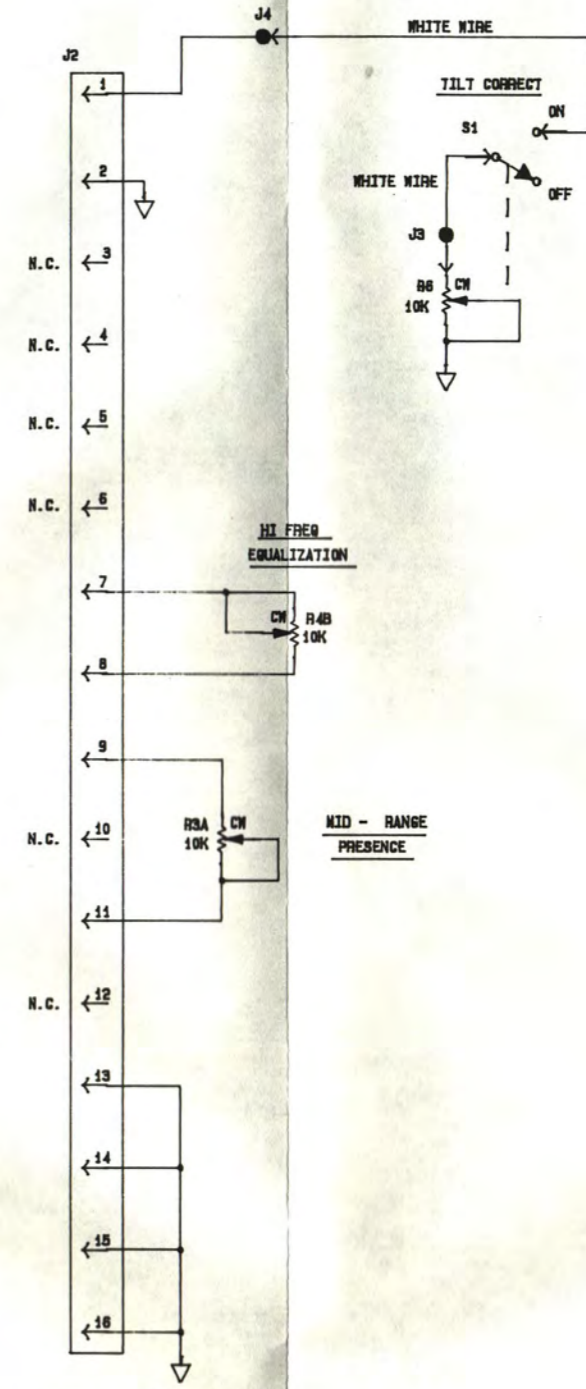 J4
WHITE WIRE
J2
1
TILT CORRECT
ON
S1
2
WHITE WIRE
OFF
J3
N.C. 3
R6 CW
10K
N.C. 4
N.C. 5
N.C. 6
HI FREQ
EQUALIZATION
7
CW R4B
10K
8
9
R3A CW
10K
N.C. 10
MID - RANGE
PRESENCE
11
N.C. 12
13
14
15
16